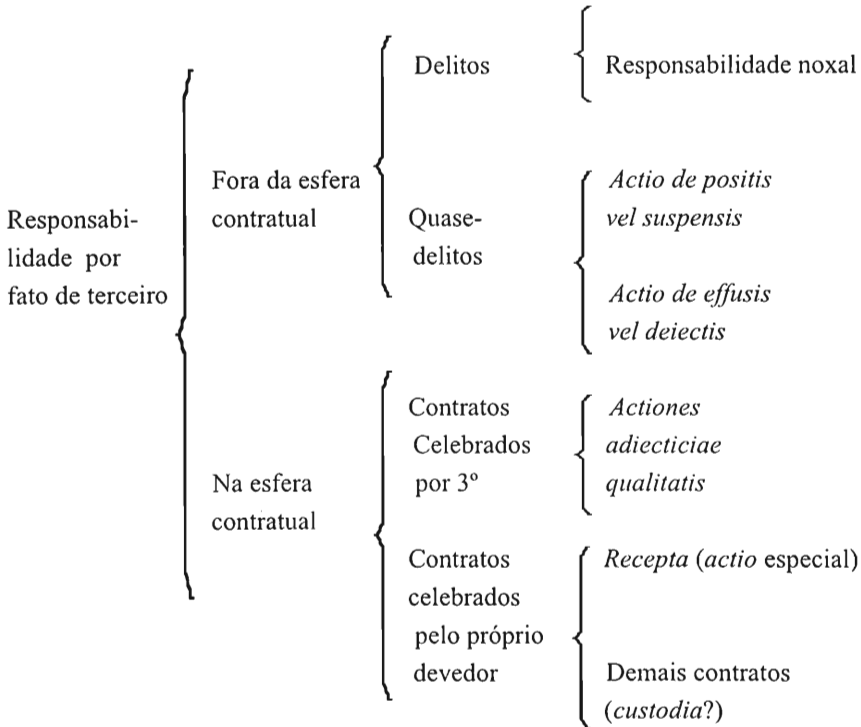 Responsabi-
lidade por
fato de terceiro
Fora da esfera
contratual
Delitos
Responsabilidade noxal
Quase-
delitos
Actio de positis
vel suspensis
Actio de effusis
vel deiectis
Na esfera
contratual
Contratos
Celebrados
por 3º
Actiones
adiecticiae
qualitatis
Contratos
celebrados
pelo próprio
devedor
Recepta (actio especial)
Demais contratos
(custodia?)